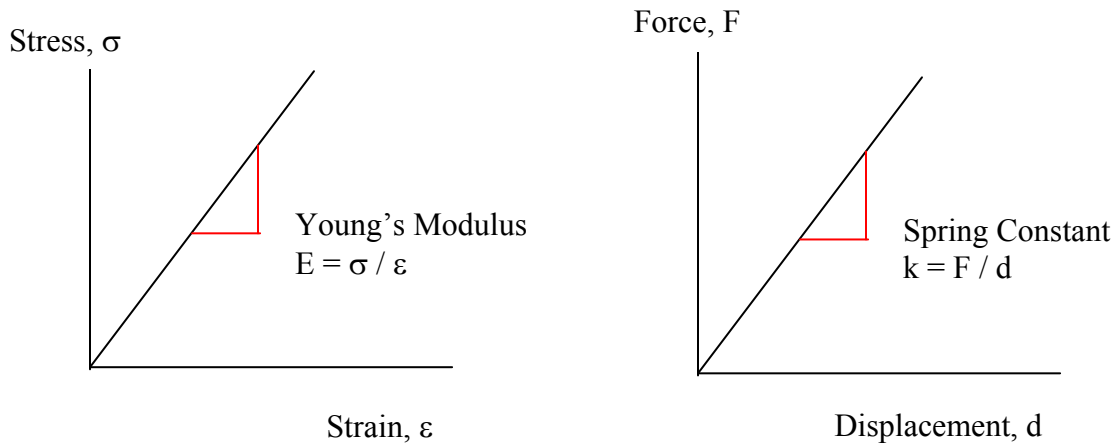 Stress, σ
Young’s Modulus
E = σ / ε
Strain, ε
Force, F
Spring Constant
k = F / d
Displacement, d